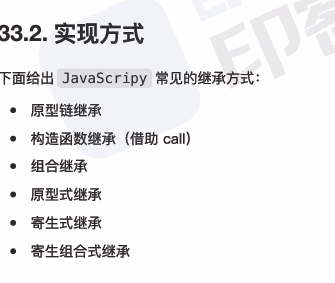 33.2. 实现方式
下面给出 JavaScripy 常见的继承方式：
• 原型链继承
• 构造函数继承（借助 call）
• 组合继承
• 原型式继承
• 寄生式继承
• 寄生组合式继承